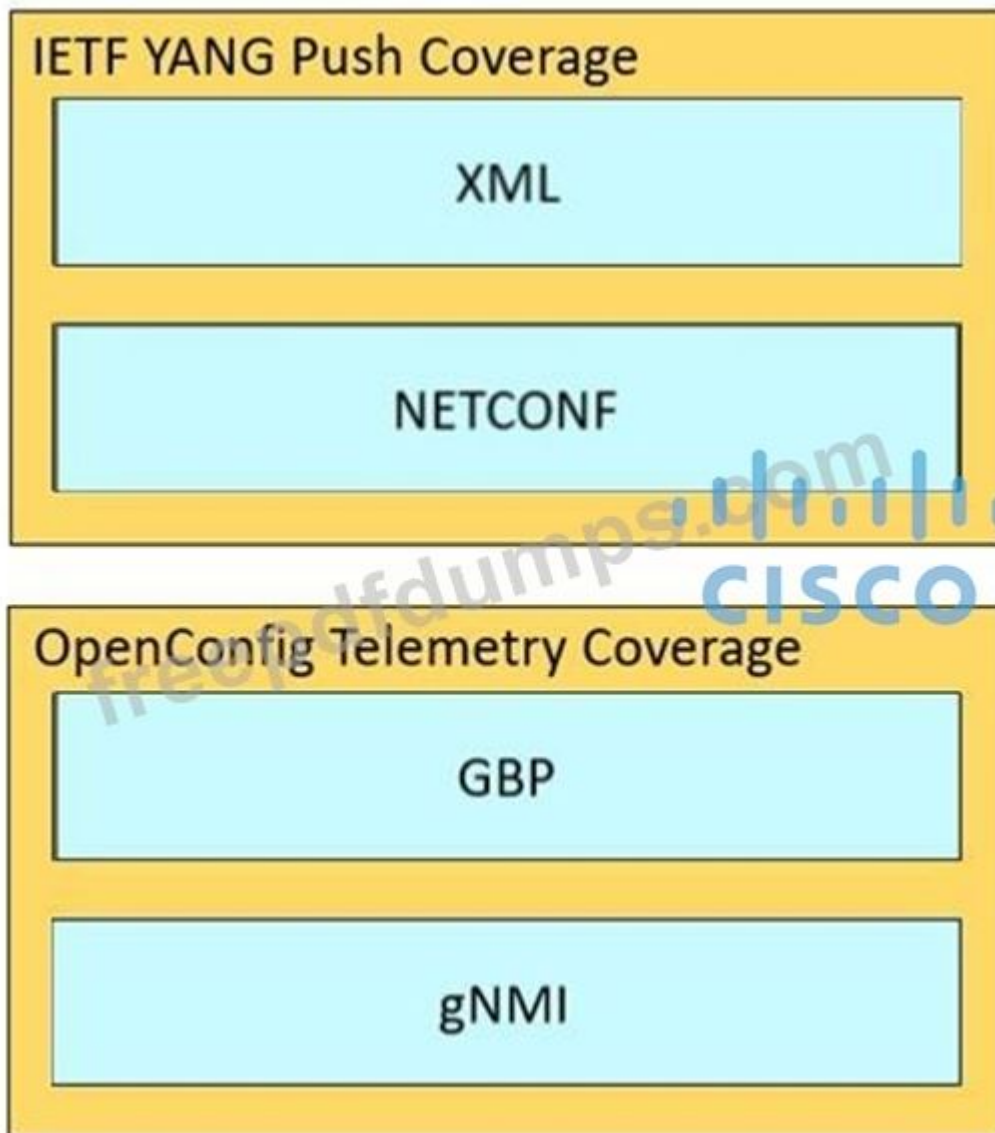 IETF YANG Push Coverage
XML
NETCONF
freepdfdumps.com
CISCO
OpenConfig Telemetry Coverage
GBP
gNMI